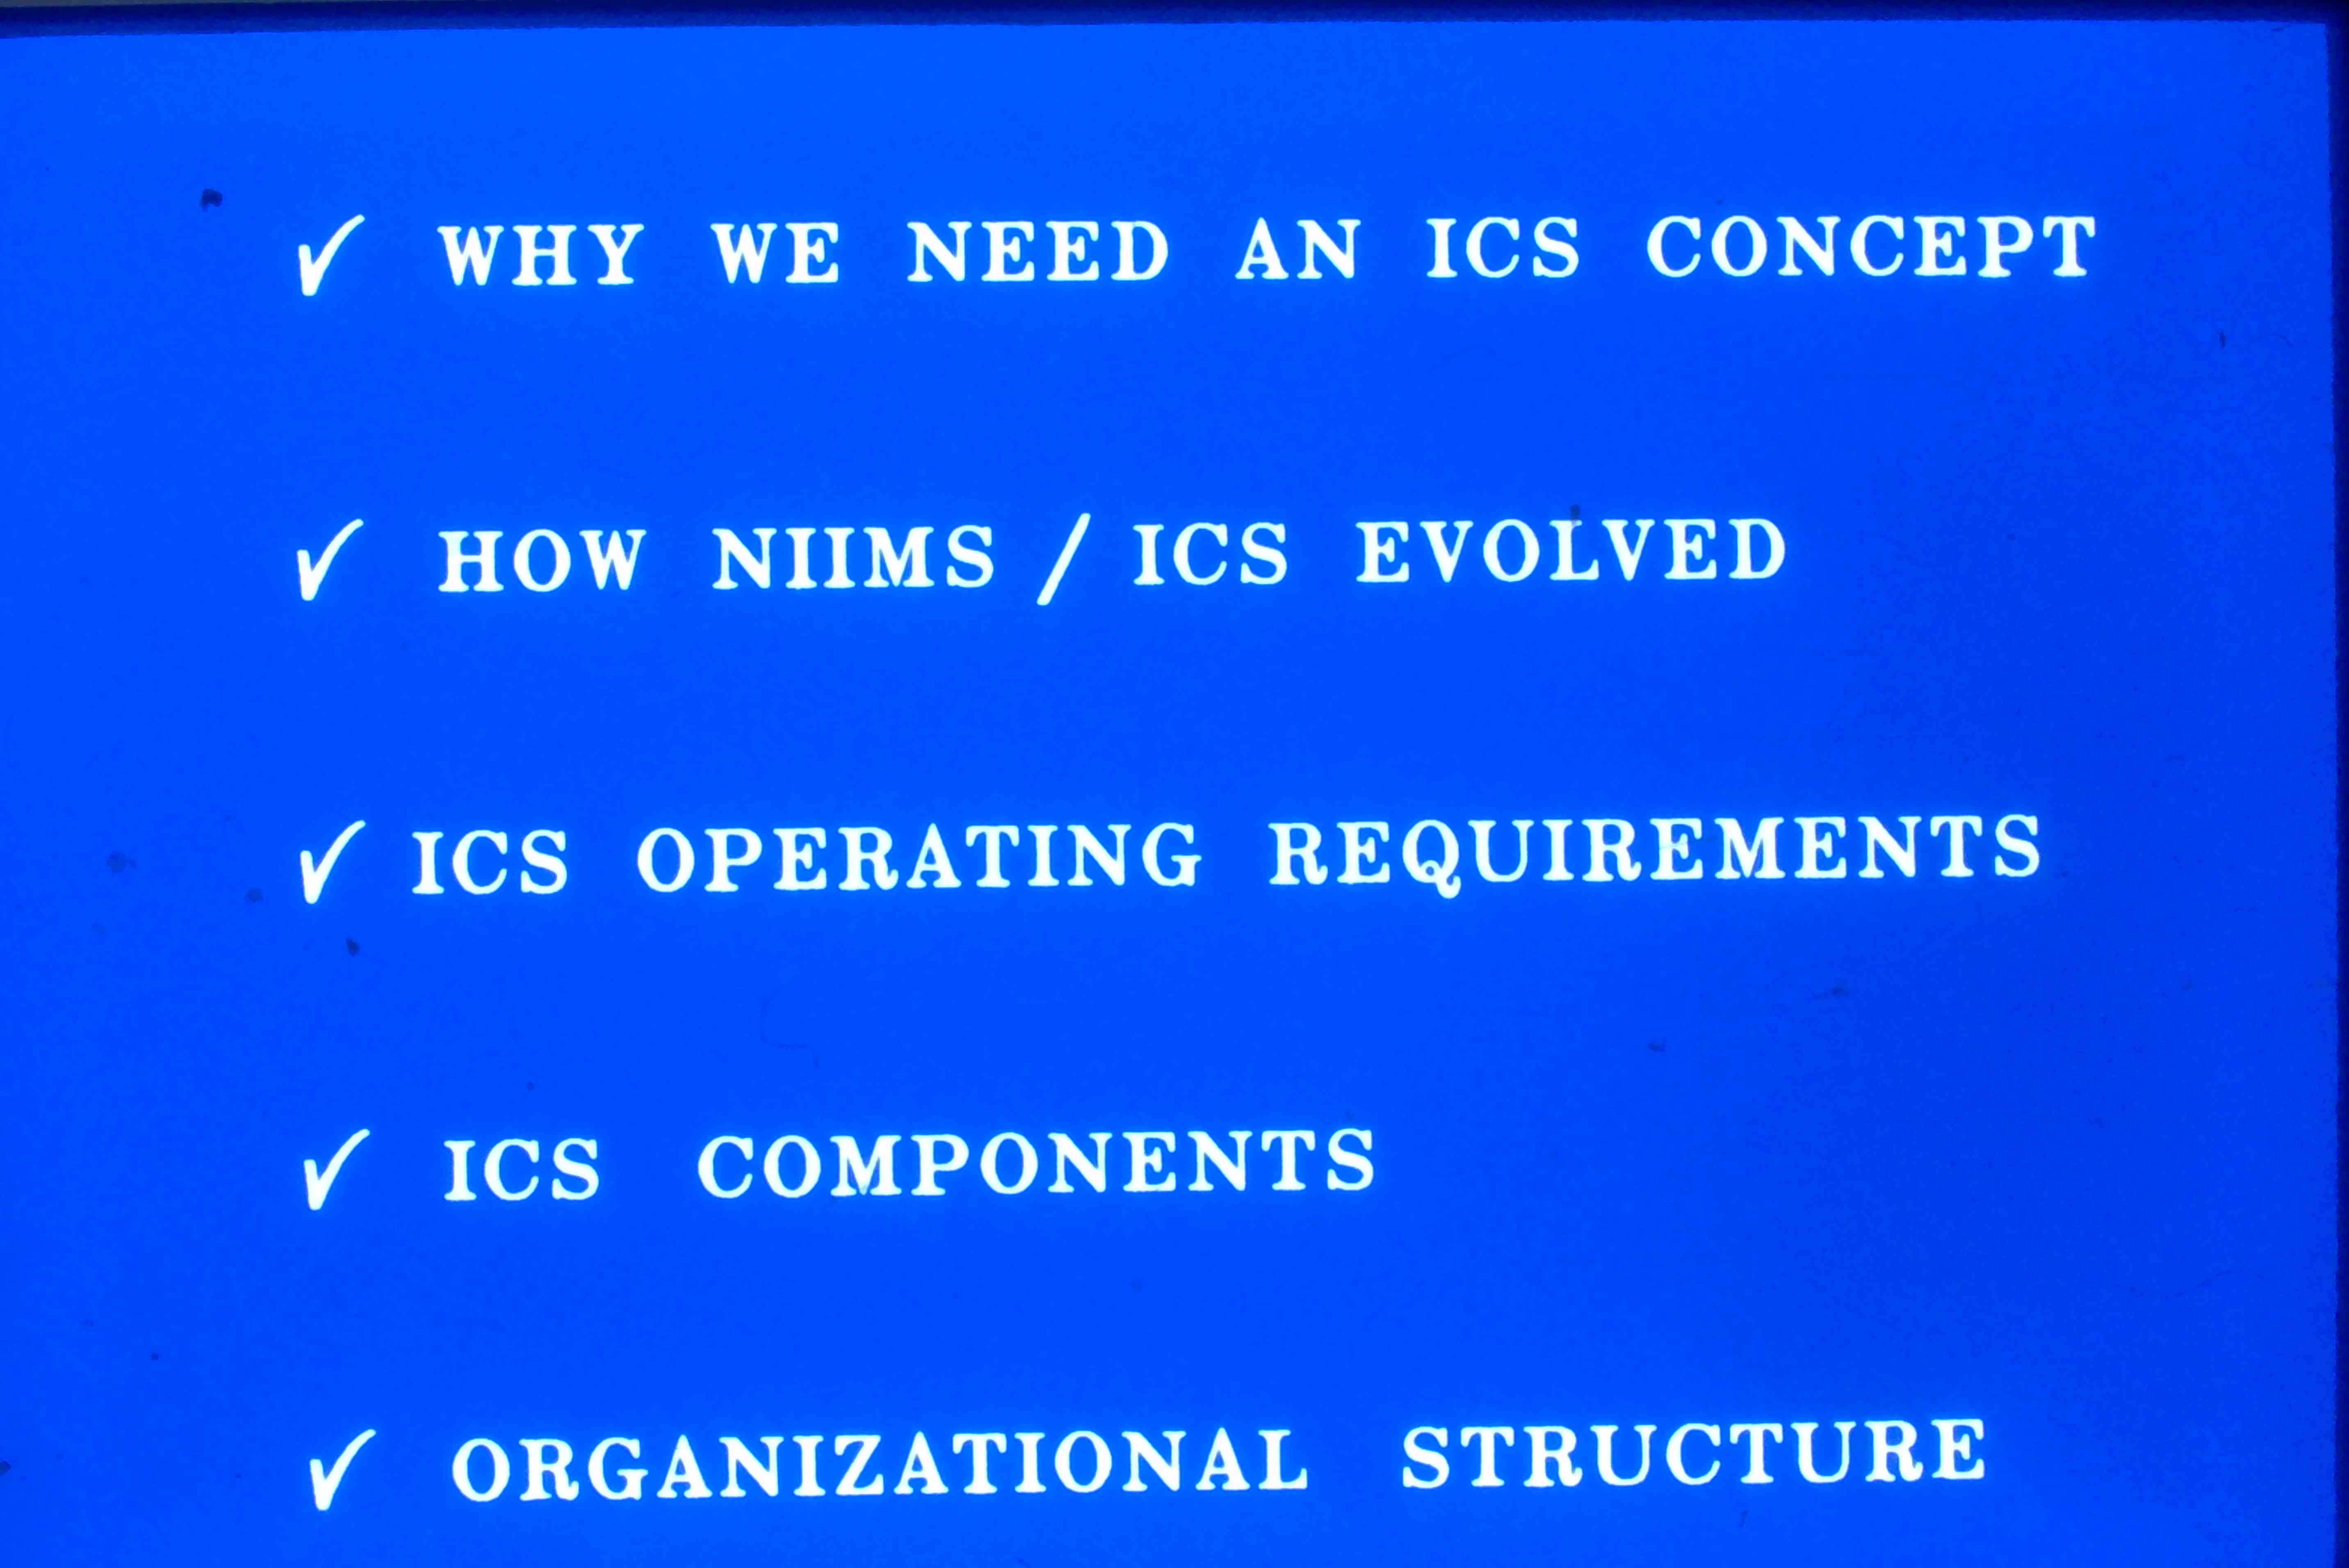 ✓ WHY WE NEED AN ICS CONCEPT
✓ HOW NIIMS / ICS EVOLVED
✓ ICS OPERATING REQUIREMENTS
✓ ICS COMPONENTS
✓ ORGANIZATIONAL STRUCTURE